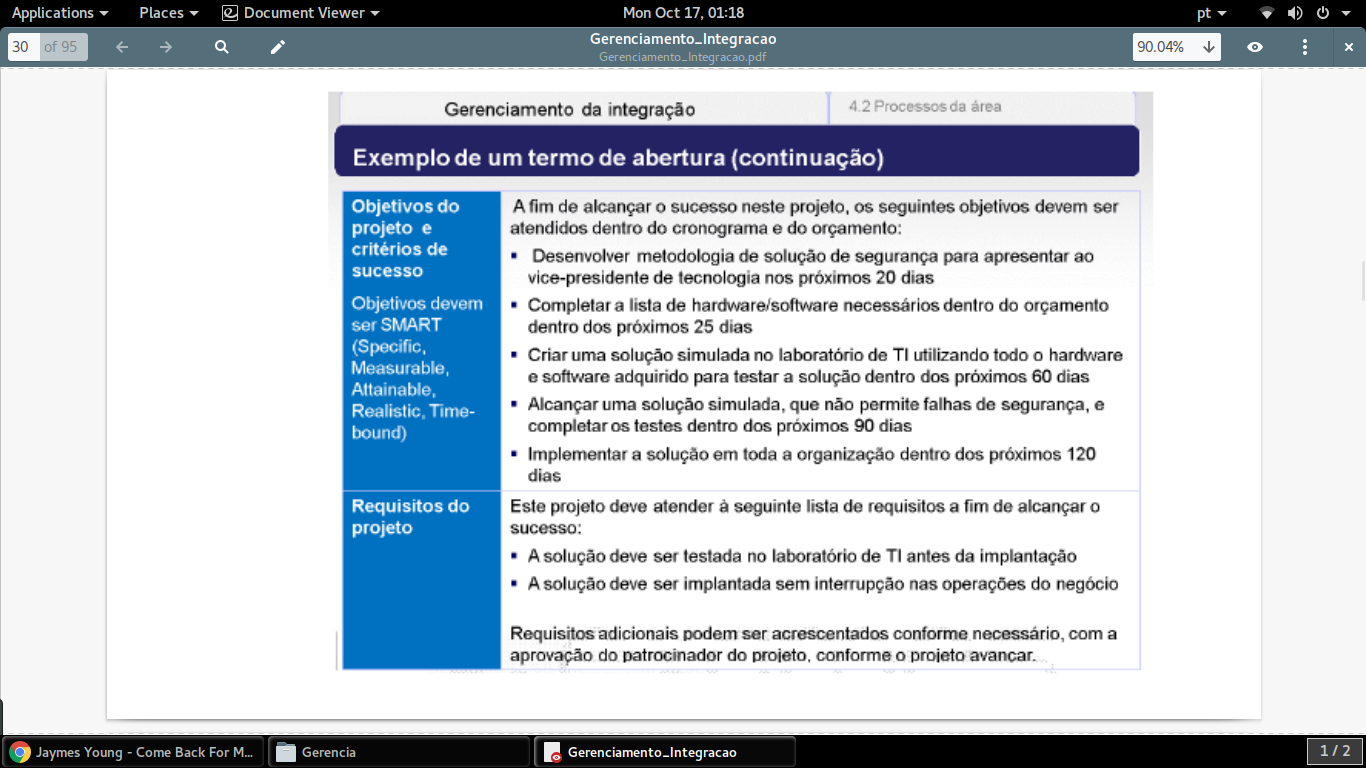 Applications Places Document Viewer Mon Oct 17, 01:18 pt
30 of 95 Gerenciamento_Integracao 90.04%
Gerenciamento_Integracao.pdf
Gerenciamento da integração 4.2 Processos da área
Exemplo de um termo de abertura (continuação)
Objetivos do
projeto e
critérios de
sucesso
Objetivos devem
ser SMART
(Specific,
Measurable,
Attainable,
Realistic, Time-
bound)
A fim de alcançar o sucesso neste projeto, os seguintes objetivos devem ser
atendidos dentro do cronograma e do orçamento:
▪ Desenvolver metodologia de solução de segurança para apresentar ao
vice-presidente de tecnologia nos próximos 20 dias
▪ Completar a lista de hardware/software necessários dentro do orçamento
dentro dos próximos 25 dias
▪ Criar uma solução simulada no laboratório de TI utilizando todo o hardware
e software adquirido para testar a solução dentro dos próximos 60 dias
▪ Alcançar uma solução simulada, que não permite falhas de segurança, e
completar os testes dentro dos próximos 90 dias
▪ Implementar a solução em toda a organização dentro dos próximos 120
dias
Requisitos do
projeto
Este projeto deve atender à seguinte lista de requisitos a fim de alcançar o
sucesso:
▪ A solução deve ser testada no laboratório de TI antes da implantação
▪ A solução deve ser implantada sem interrupção nas operações do negócio
Requisitos adicionais podem ser acrescentados conforme necessário, com a
aprovação do patrocinador do projeto, conforme o projeto avançar.
Jaymes Young - Come Back For M... Gerencia Gerenciamento_Integracao 1 / 2